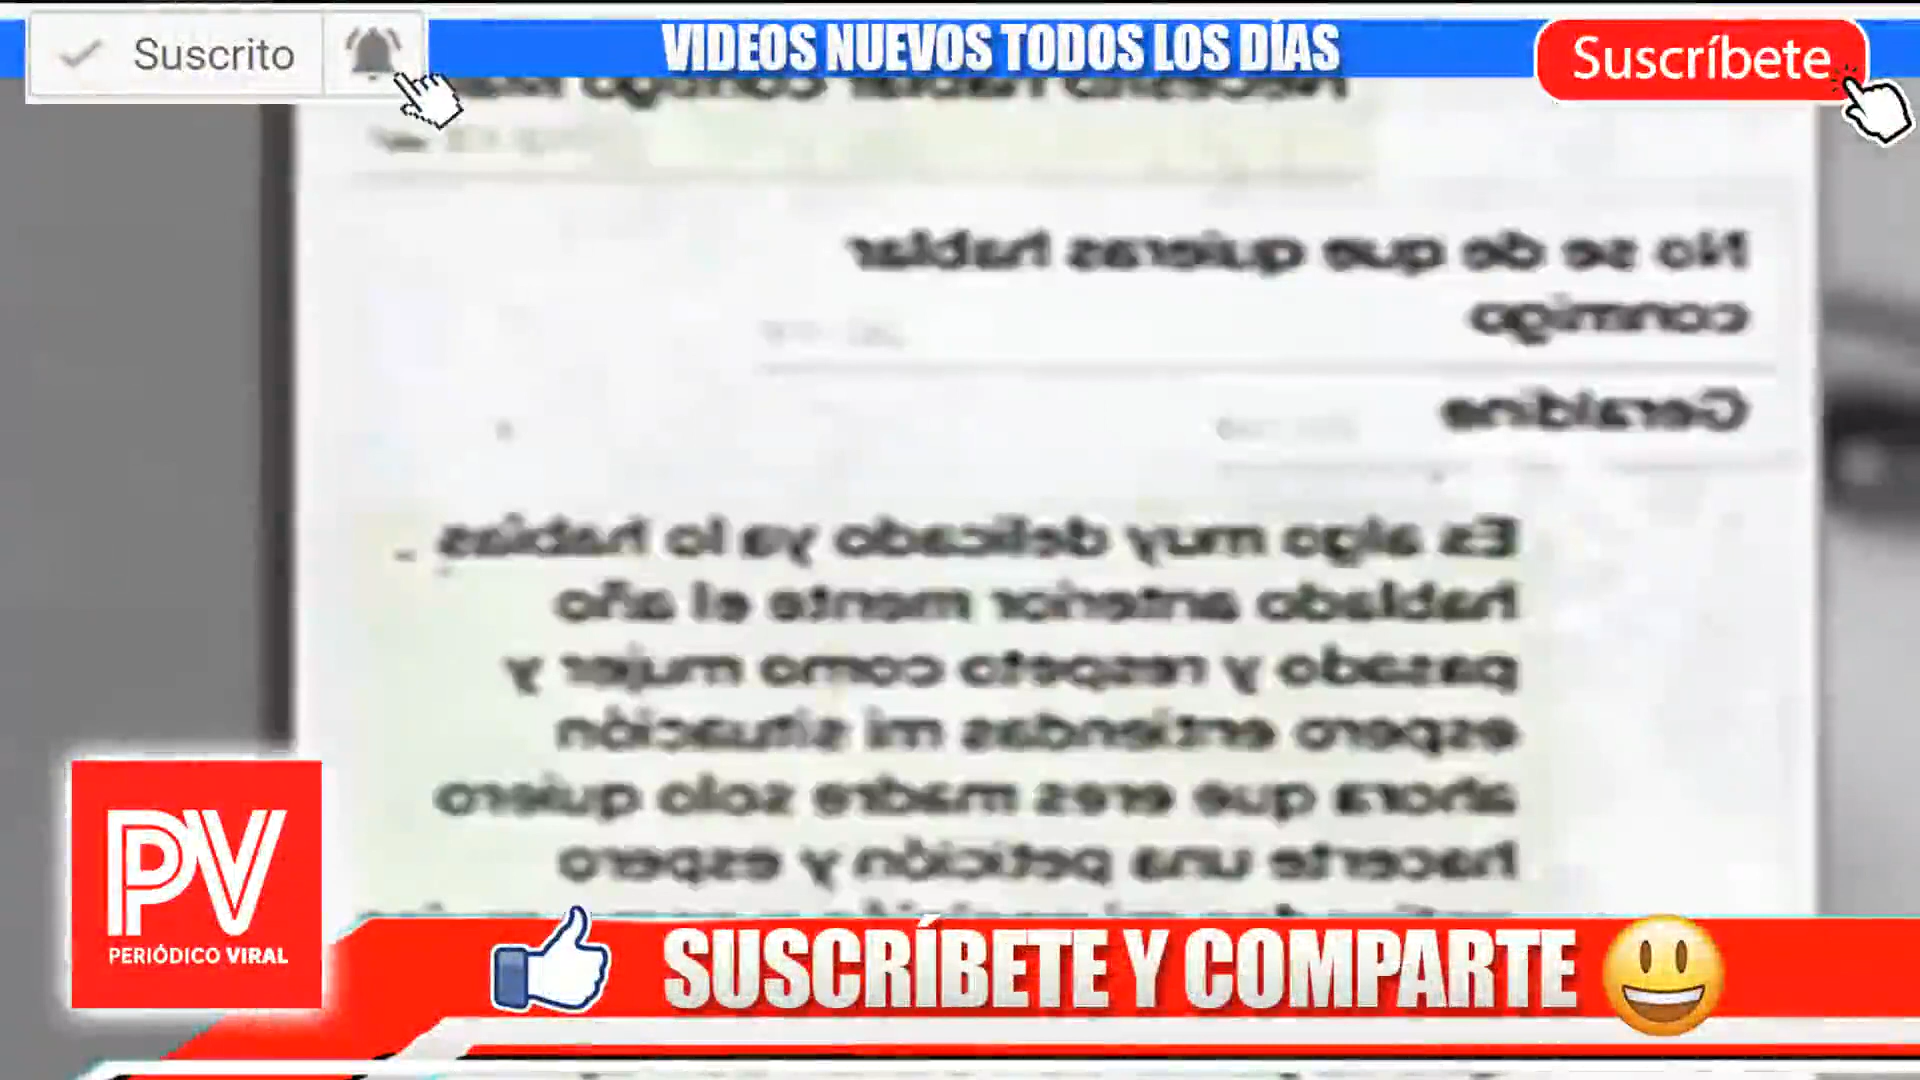 VIDEOS NUEVOS TODOS LOS DÍAS
Suscrito
Suscríbete
hablar contigo
No se de que quieras hablar
conmigo
Geraldine
Es algo muy delicado ya lo habías
hablado anterior mente el año
pasado y respeto como mujer y
espero entiendas mi situación
ahora que eres madre solo quiero
hacerte una petición y espero
PV
PERIÓDICO VIRAL
SUSCRÍBETE Y COMPARTE